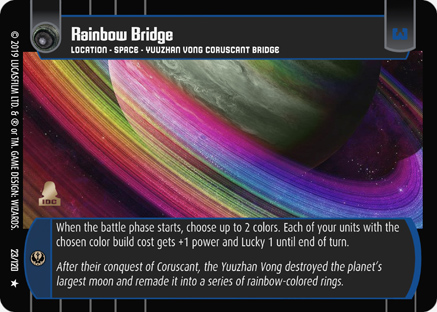 Rainbow Bridge
LOCATION - SPACE - YUUZHAN VONG CORUSCANT BRIDGE
IDC
When the battle phase starts, choose up to 2 colors. Each of your units with the
chosen color build cost gets +1 power and Lucky 1 until end of turn.
After their conquest of Coruscant, the Yuuzhan Vong destroyed the planet's
largest moon and remade it into a series of rainbow-colored rings.
© 2019 LUCASFILM LTD. & ® or TM. GAME DESIGN: WIZARDS.